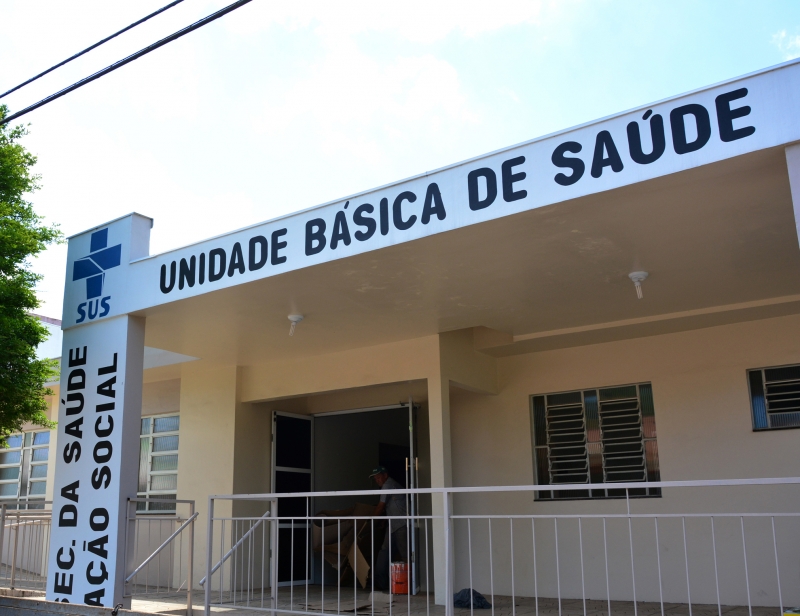 UNIDADE BÁSICA DE SAÚDE
SUS
SEC. DA SAÚDE
AÇÃO SOCIAL